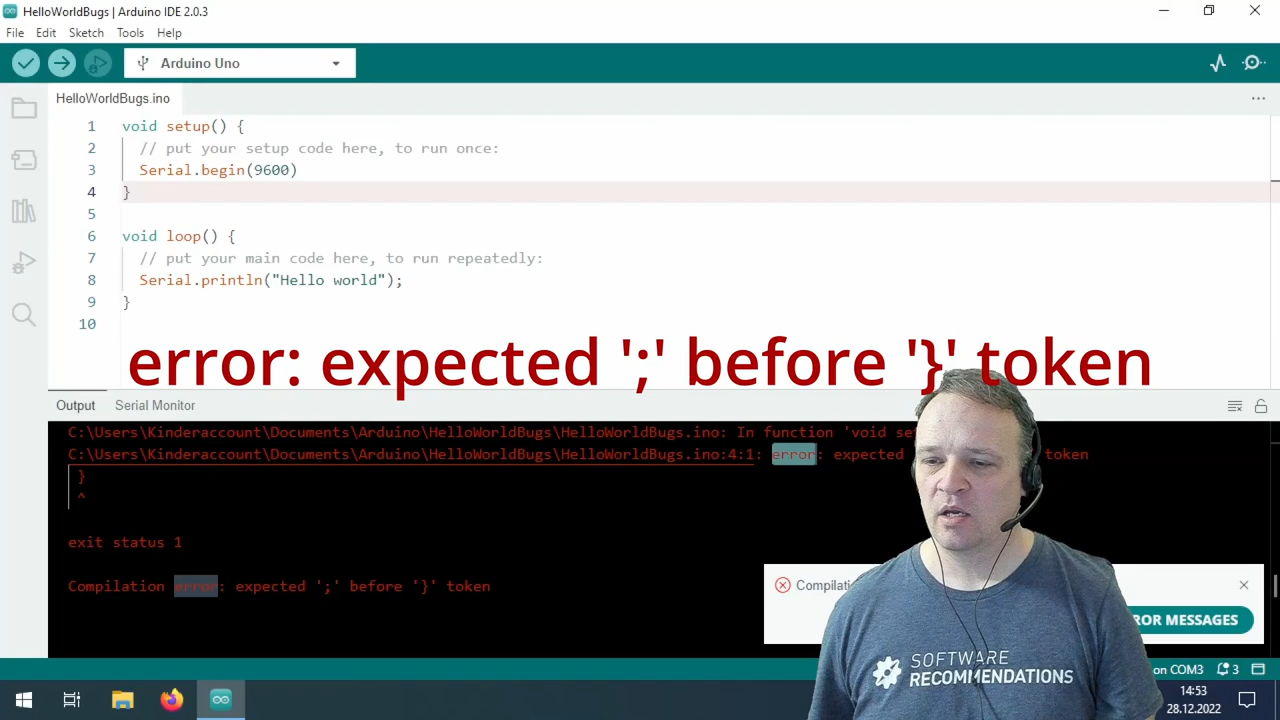 HelloWorldBugs | Arduino IDE 2.0.3
File Edit Sketch Tools Help
Arduino Uno
HelloWorldBugs.ino
1 void setup() {
2 // put your setup code here, to run once:
3 Serial.begin(9600)
4 }
5
6 void loop() {
7 // put your main code here, to run repeatedly:
8 Serial.println("Hello world");
9 }
10
error: expected ';' before '}' token
Output Serial Monitor
C:\Users\Kinderaccount\Documents\Arduino\HelloWorldBugs\HelloWorldBugs.ino: In function 'void
C:\Users\Kinderaccount\Documents\Arduino\HelloWorldBugs\HelloWorldBugs.ino:4:1: error: expected token
}
^
exit status 1
Compilation error: expected ';' before '}' token
MESSAGES
SOFTWARE
RECOMMENDATIONS
on COM3 3
14:53
28.12.2022